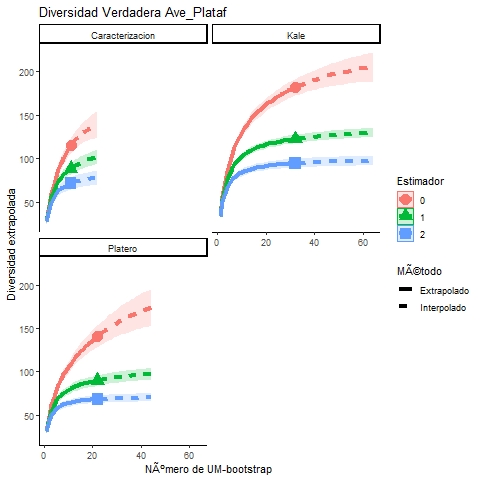 Diversidad Verdadera Ave_Plataf
Caracterizacion
Kale
200
150
100
50
0
20
40
60
Platero
200
150
100
50
0
20
40
60
Diversidad extrapolada
NÃºmero de UM-bootstrap
Estimador
0
1
2
MÃ©todo
Extrapolado
Interpolado